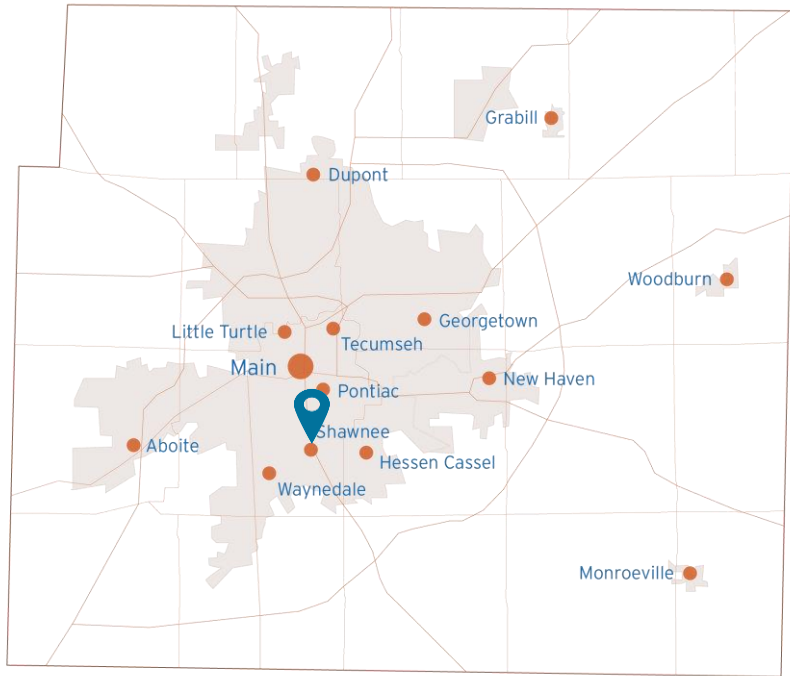 Grabill
Dupont
Woodburn
Georgetown
Little Turtle
Tecumseh
Main
New Haven
Pontiac
Shawnee
Aboite
Hessen Cassel
Waynedale
Monroeville